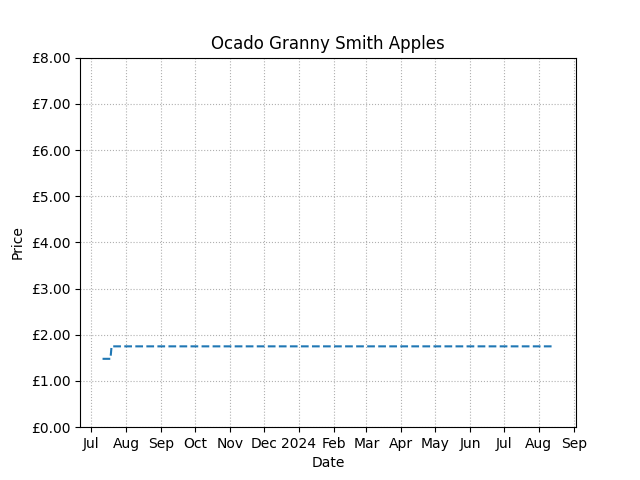 Ocado Granny Smith Apples
£8.00
£7.00
£6.00
£5.00
£4.00
£3.00
£2.00
£1.00
£0.00
Price
Jul Aug Sep Oct Nov Dec 2024 Feb Mar Apr May Jun Jul Aug Sep
Date